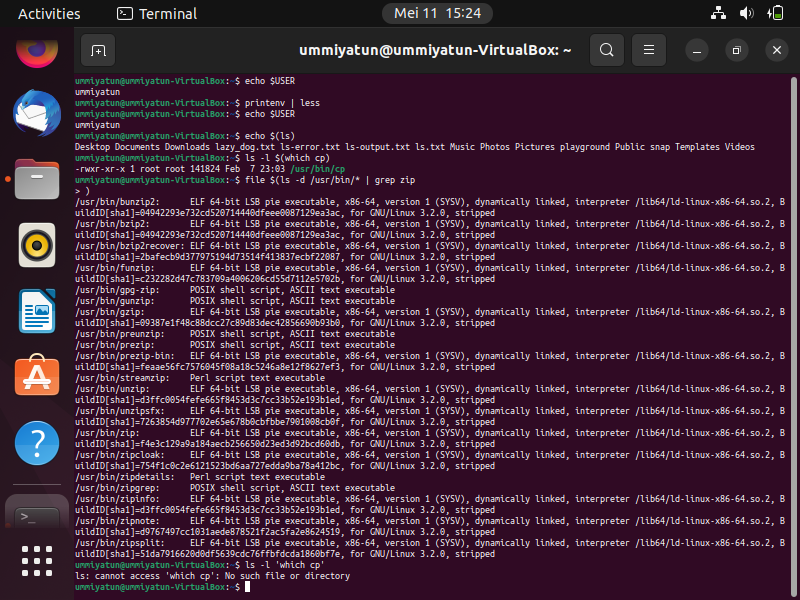 Activities
Terminal
Mei 11 15:24
ummiyatun@ummiyatun-VirtualBox: ~
ummiyatun@ummiyatun-VirtualBox:~$ echo $USER
ummiyatun
ummiyatun@ummiyatun-VirtualBox:~$ printenv | less
ummiyatun@ummiyatun-VirtualBox:~$ echo $USER
ummiyatun
ummiyatun@ummiyatun-VirtualBox:~$ echo $(ls)
Desktop Documents Downloads lazy_dog.txt ls-error.txt ls-output.txt ls.txt Music Photos Pictures playground Public snap Templates Videos
ummiyatun@ummiyatun-VirtualBox:~$ ls -l $(which cp)
-rwxr-xr-x 1 root root 141824 Feb  7 23:03 /usr/bin/cp
ummiyatun@ummiyatun-VirtualBox:~$ file $(ls -d /usr/bin/* | grep zip
> )
/usr/bin/bunzip2:      ELF 64-bit LSB pie executable, x86-64, version 1 (SYSV), dynamically linked, interpreter /lib64/ld-linux-x86-64.so.2, B
uildID[sha1]=04942293e732cd520714440dfeee0087129ea3ac, for GNU/Linux 3.2.0, stripped
/usr/bin/bzip2:        ELF 64-bit LSB pie executable, x86-64, version 1 (SYSV), dynamically linked, interpreter /lib64/ld-linux-x86-64.so.2, B
uildID[sha1]=04942293e732cd520714440dfeee0087129ea3ac, for GNU/Linux 3.2.0, stripped
/usr/bin/bzip2recover: ELF 64-bit LSB pie executable, x86-64, version 1 (SYSV), dynamically linked, interpreter /lib64/ld-linux-x86-64.so.2, B
uildID[sha1]=2bafecb9d377975194d73514f413837ecbf22087, for GNU/Linux 3.2.0, stripped
/usr/bin/funzip:       ELF 64-bit LSB pie executable, x86-64, version 1 (SYSV), dynamically linked, interpreter /lib64/ld-linux-x86-64.so.2, B
uildID[sha1]=c232282d47c783709a4006206cd55d7112e5702b, for GNU/Linux 3.2.0, stripped
/usr/bin/gpg-zip:      POSIX shell script, ASCII text executable
/usr/bin/gunzip:       POSIX shell script, ASCII text executable
/usr/bin/gzip:         ELF 64-bit LSB pie executable, x86-64, version 1 (SYSV), dynamically linked, interpreter /lib64/ld-linux-x86-64.so.2, B
uildID[sha1]=09387e1f48c88dcc27c89d83dec42856690b93b0, for GNU/Linux 3.2.0, stripped
/usr/bin/preunzip:     POSIX shell script, ASCII text executable
/usr/bin/prezip:       POSIX shell script, ASCII text executable
/usr/bin/prezip-bin:   ELF 64-bit LSB pie executable, x86-64, version 1 (SYSV), dynamically linked, interpreter /lib64/ld-linux-x86-64.so.2, B
uildID[sha1]=feaae56fc7576045f08a18c5246a8e12f8627ef3, for GNU/Linux 3.2.0, stripped
/usr/bin/streamzip:    Perl script text executable
/usr/bin/unzip:        ELF 64-bit LSB pie executable, x86-64, version 1 (SYSV), dynamically linked, interpreter /lib64/ld-linux-x86-64.so.2, B
uildID[sha1]=d3ffc0054fefe665f8453d3c7cc33b52e193b1ed, for GNU/Linux 3.2.0, stripped
/usr/bin/unzipsfx:     ELF 64-bit LSB pie executable, x86-64, version 1 (SYSV), dynamically linked, interpreter /lib64/ld-linux-x86-64.so.2, B
uildID[sha1]=7263854d977702e65e678b0cbfbbe7901008cb0f, for GNU/Linux 3.2.0, stripped
/usr/bin/zip:          ELF 64-bit LSB pie executable, x86-64, version 1 (SYSV), dynamically linked, interpreter /lib64/ld-linux-x86-64.so.2, B
uildID[sha1]=f4e3c129a9a184aecb256650d23ed3d92bcd60db, for GNU/Linux 3.2.0, stripped
/usr/bin/zipcloak:     ELF 64-bit LSB pie executable, x86-64, version 1 (SYSV), dynamically linked, interpreter /lib64/ld-linux-x86-64.so.2, B
uildID[sha1]=754f1c0c2e6121523bd6aa727edda9ba78a412bc, for GNU/Linux 3.2.0, stripped
/usr/bin/zipdetails:   Perl script text executable
/usr/bin/zipgrep:      POSIX shell script, ASCII text executable
/usr/bin/zipinfo:      ELF 64-bit LSB pie executable, x86-64, version 1 (SYSV), dynamically linked, interpreter /lib64/ld-linux-x86-64.so.2, B
uildID[sha1]=d3ffc0054fefe665f8453d3c7cc33b52e193b1ed, for GNU/Linux 3.2.0, stripped
/usr/bin/zipnote:      ELF 64-bit LSB pie executable, x86-64, version 1 (SYSV), dynamically linked, interpreter /lib64/ld-linux-x86-64.so.2, B
uildID[sha1]=d9767497cc1031aede878521f2ac5fa2e8624519, for GNU/Linux 3.2.0, stripped
/usr/bin/zipsplit:     ELF 64-bit LSB pie executable, x86-64, version 1 (SYSV), dynamically linked, interpreter /lib64/ld-linux-x86-64.so.2, B
uildID[sha1]=51da7916620d0df5639cdc76ffbfdcda1860bf7e, for GNU/Linux 3.2.0, stripped
ummiyatun@ummiyatun-VirtualBox:~$ ls -l 'which cp'
ls: cannot access 'which cp': No such file or directory
ummiyatun@ummiyatun-VirtualBox:~$